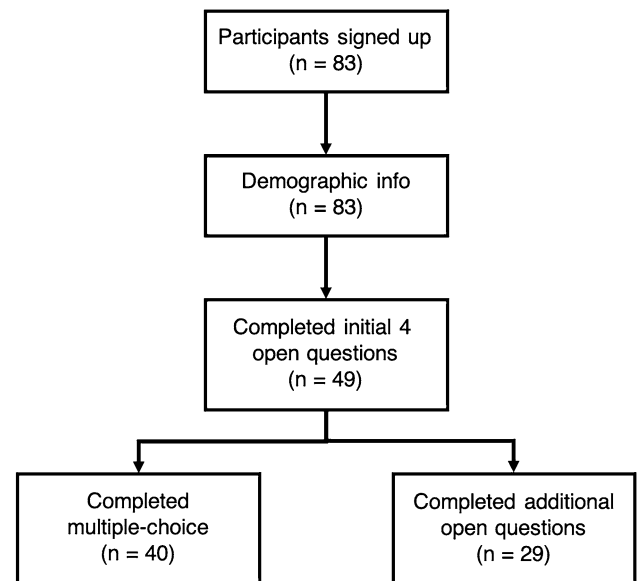 Participants signed up
(n = 83)
Demographic info
(n = 83)
Completed initial 4
open questions
(n = 49)
Completed
multiple-choice
(n = 40)
Completed additional
open questions
(n = 29)